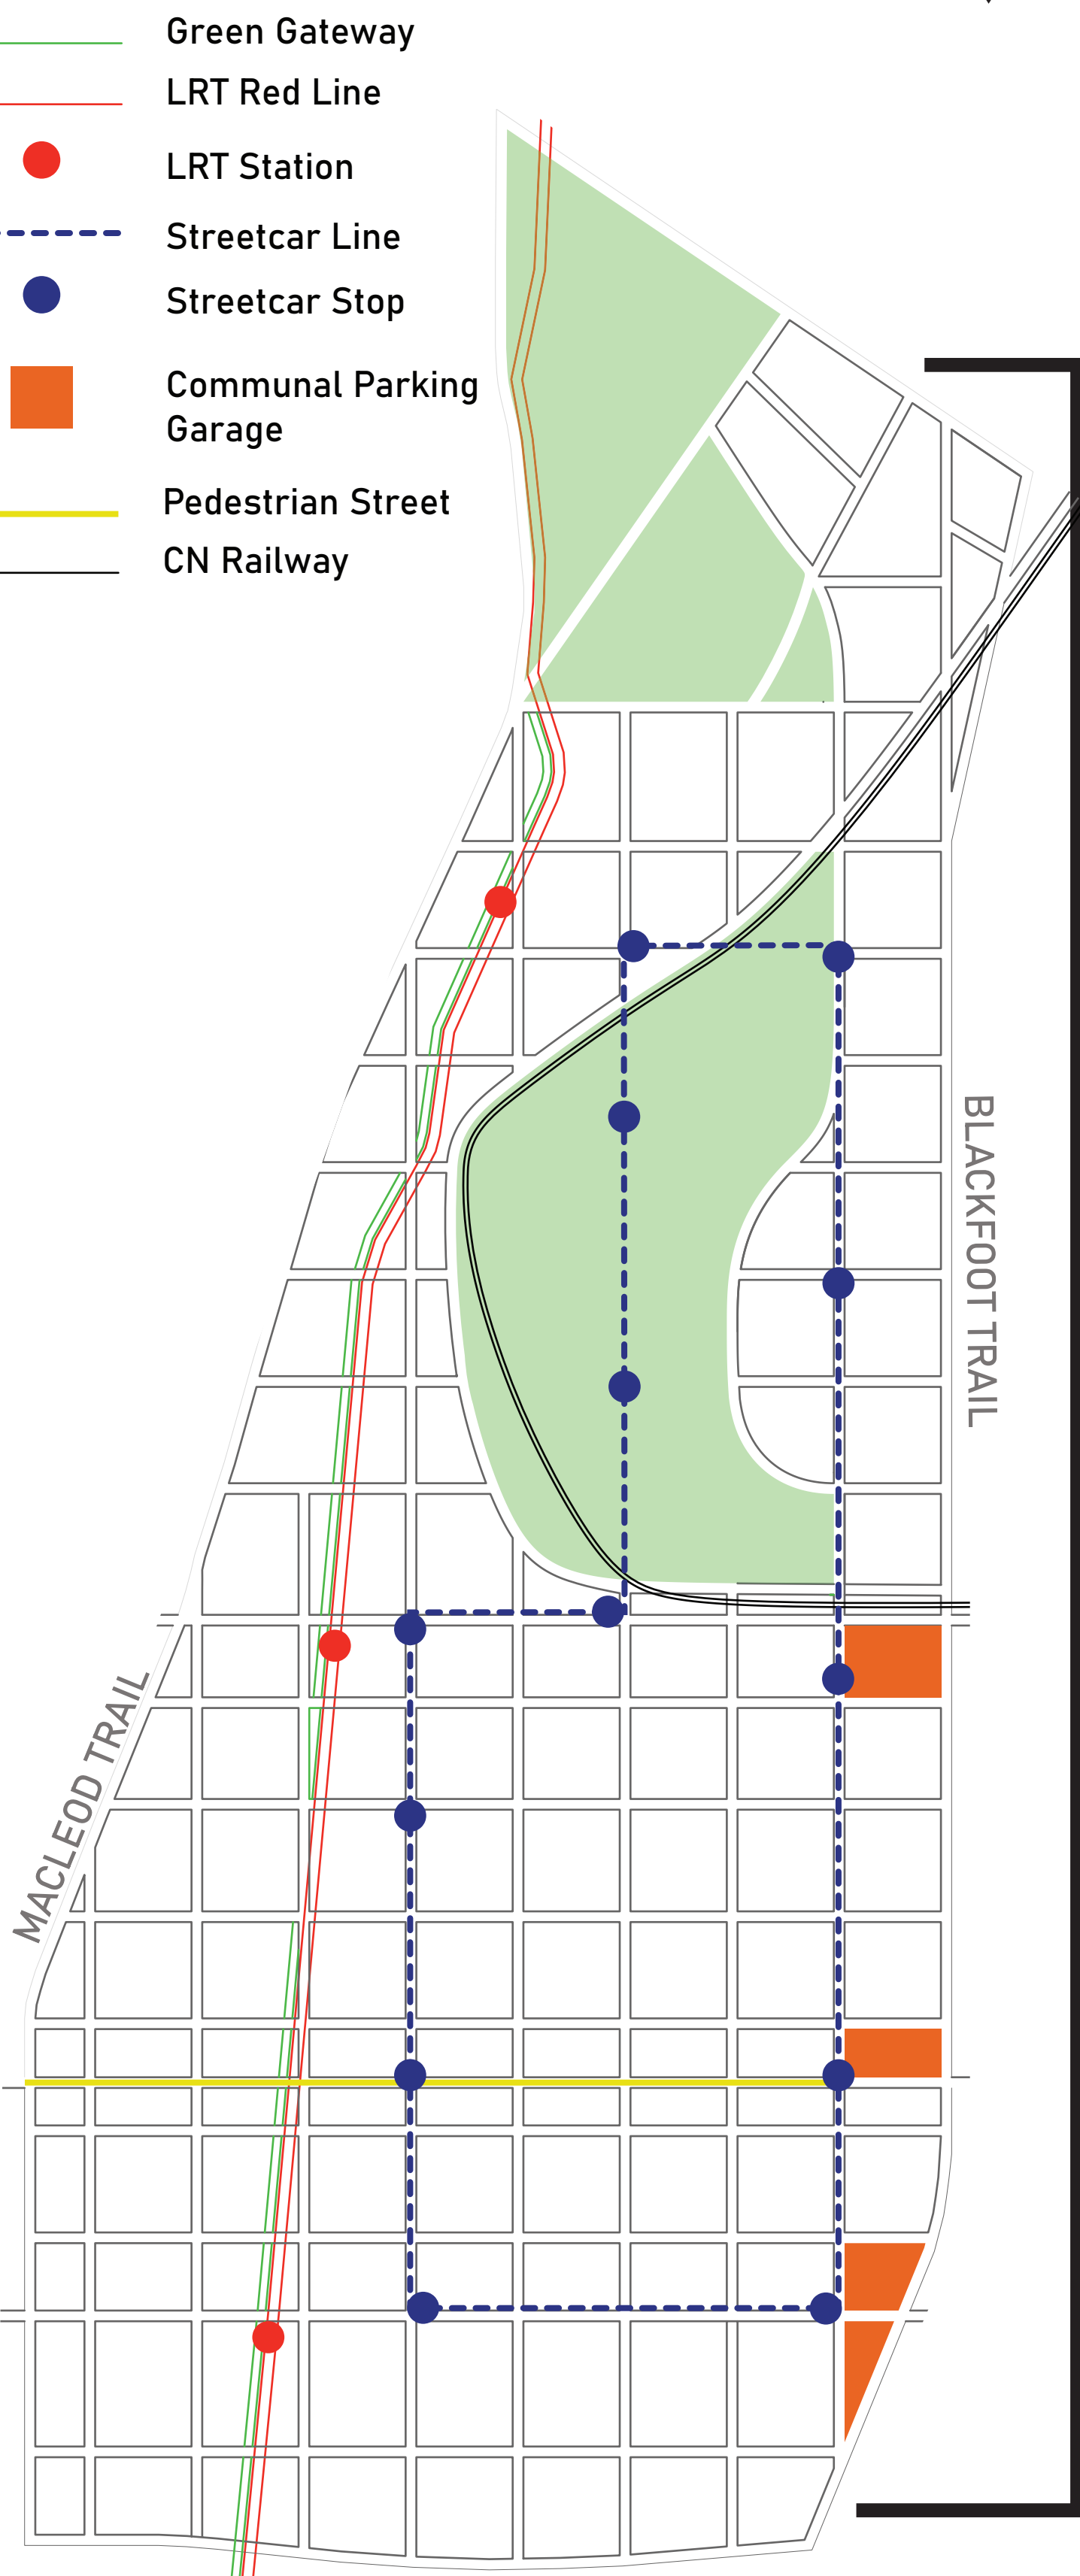 Green Gateway
LRT Red Line
LRT Station
Streetcar Line
Streetcar Stop
Communal Parking
Garage
Pedestrian Street
CN Railway
BLACKFOOT TRAIL
MACLEOD TRAIL